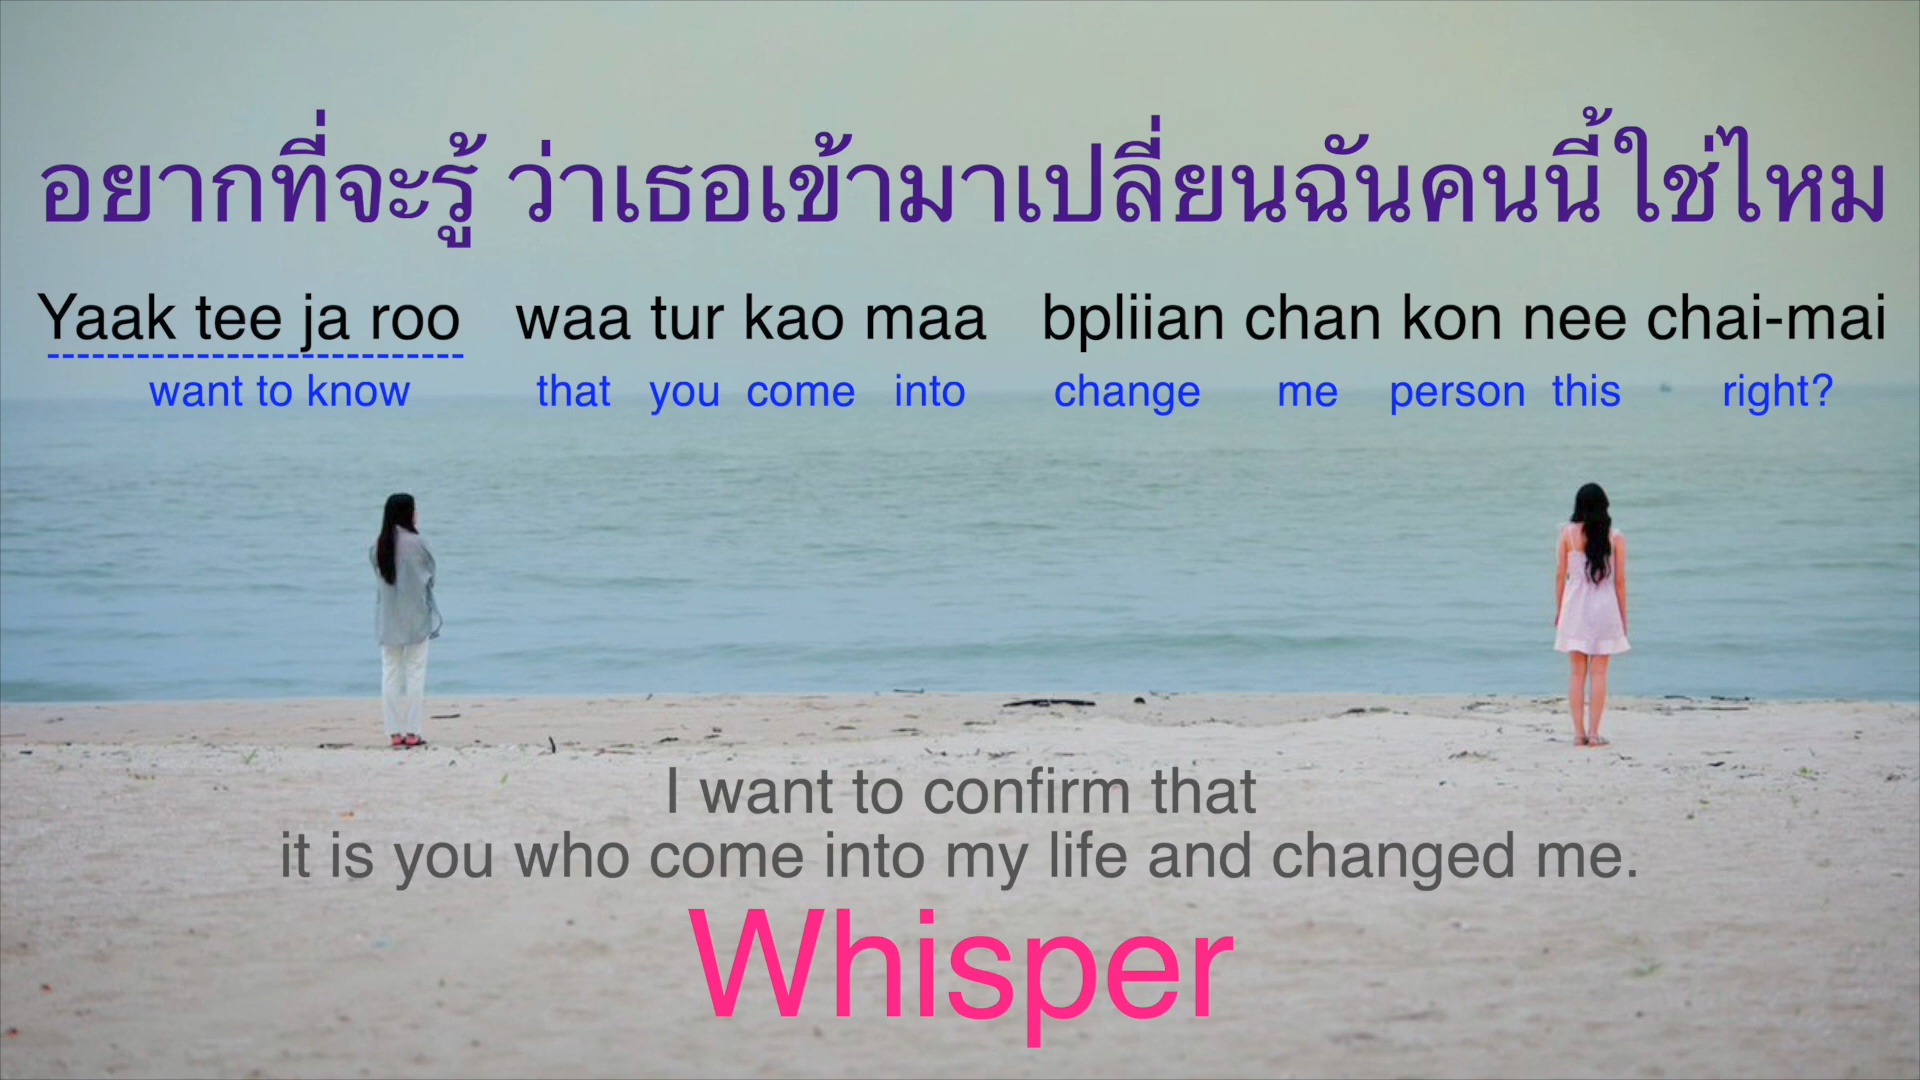 อยากที่จะรู้ ว่าเธอเข้ามาเปลี่ยนฉันคนนี้ ใช่ไหม
Yaak tee ja roo waa tur kao maa bpliian chan kon nee chai-mai
want to know that you come into change me person this right?
I want to confirm that
it is you who come into my life and changed me.
Whisper